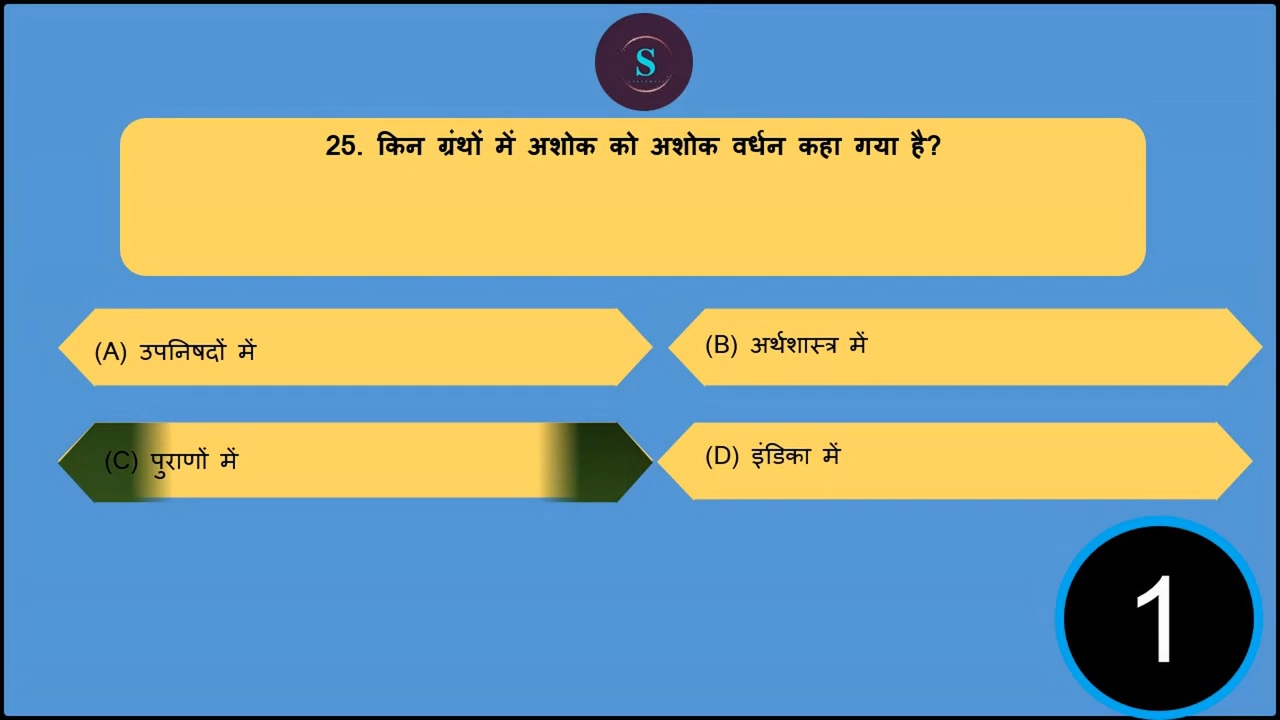 S
25. किन ग्रंथों में अशोक को अशोक वर्धन कहा गया है?
(A) उपनिषदों में
(B) अर्थशास्त्र में
(C) पुराणों में
(D) इंडिका में
1